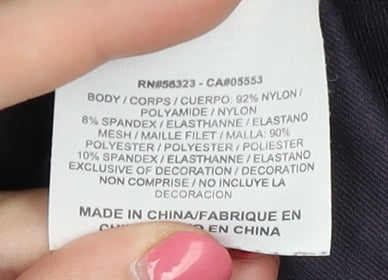 RN#56323 - CA#05553
BODY / CORPS / CUERPO: 92% NYLON /
POLYAMIDE / NYLON
8% SPANDEX / ELASTHANNE / ELASTANO
MESH / MAILLE FILET / MALLA: 90%
POLYESTER / POLYESTER / POLIESTER
10% SPANDEX / ELASTHANNE / ELASTANO
EXCLUSIVE OF DECORATION / DECORATION
NON COMPRISE / NO INCLUYE LA
DECORACION
MADE IN CHINA/FABRIQUE EN
EN CHINA